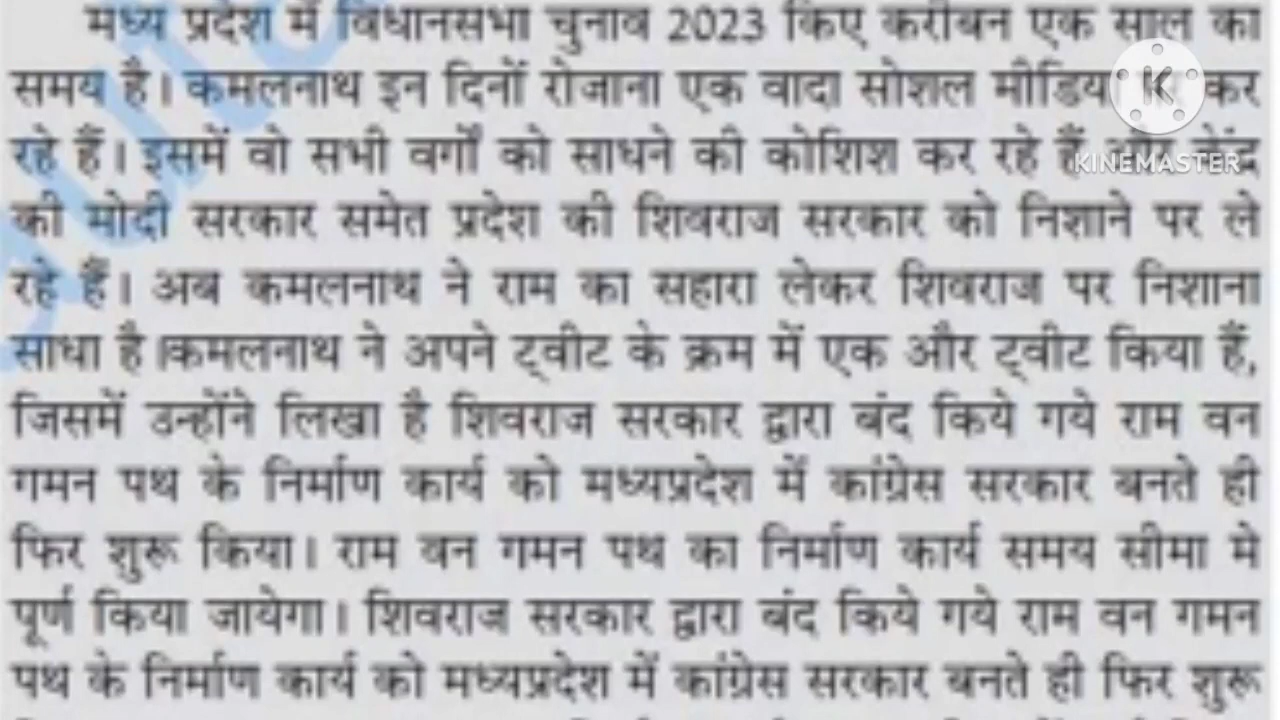 मध्य प्रदेश में विधानसभा चुनाव 2023 किए करीबन एक साल का
समय है। कमलनाथ इन दिनों रोजाना एक वादा सोशल मीडिया कर
रहे हैं। इसमें वो सभी वर्गों को साधने की कोशिश कर रहे हैं और केंद्र
की मोदी सरकार समेत प्रदेश की शिवराज सरकार को निशाने पर ले
रहे हैं। अब कमलनाथ ने राम का सहारा लेकर शिवराज पर निशाना
साधा है।कमलनाथ ने अपने ट्वीट के क्रम में एक और ट्वीट किया हैं,
जिसमें उन्होंने लिखा है शिवराज सरकार द्वारा बंद किये गये राम वन
गमन पथ के निर्माण कार्य को मध्यप्रदेश में कांग्रेस सरकार बनते ही
फिर शुरू किया। राम वन गमन पथ का निर्माण कार्य समय सीमा मे
पूर्ण किया जायेगा। शिवराज सरकार द्वारा बंद किये गये राम वन गमन
पथ के निर्माण कार्य को मध्यप्रदेश में कांग्रेस सरकार बनते ही फिर शुरू
K
KINEMASTER